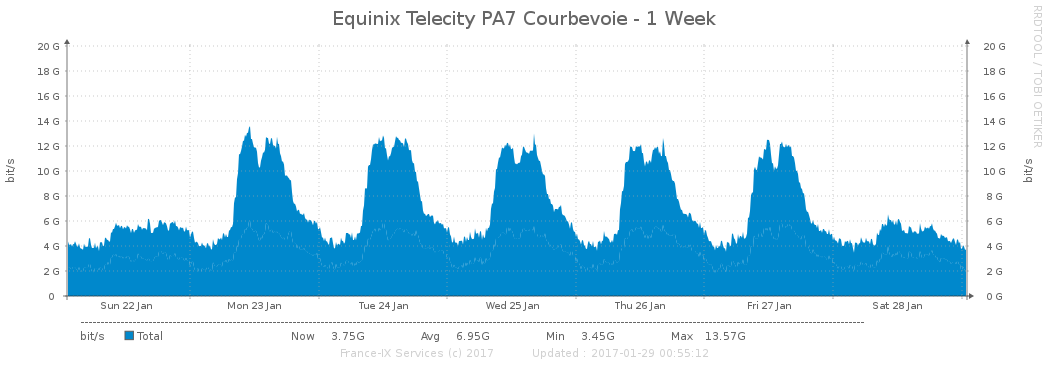 Equinix Telecity PA7 Courbevoie - 1 Week
RRDTOOL / TOBI OETIKER
bit/s
20 G 20 G
18 G 18 G
16 G 16 G
14 G 14 G
12 G 12 G
10 G 10 G
8 G 8 G
6 G 6 G
4 G 4 G
2 G 2 G
0 0 G
bit/s
Sun 22 Jan Mon 23 Jan Tue 24 Jan Wed 25 Jan Thu 26 Jan Fri 27 Jan Sat 28 Jan
bit/s Total Now 3.75G Avg 6.95G Min 3.45G Max 13.57G
France-IX Services (c) 2017 Updated : 2017-01-29 00:55:12